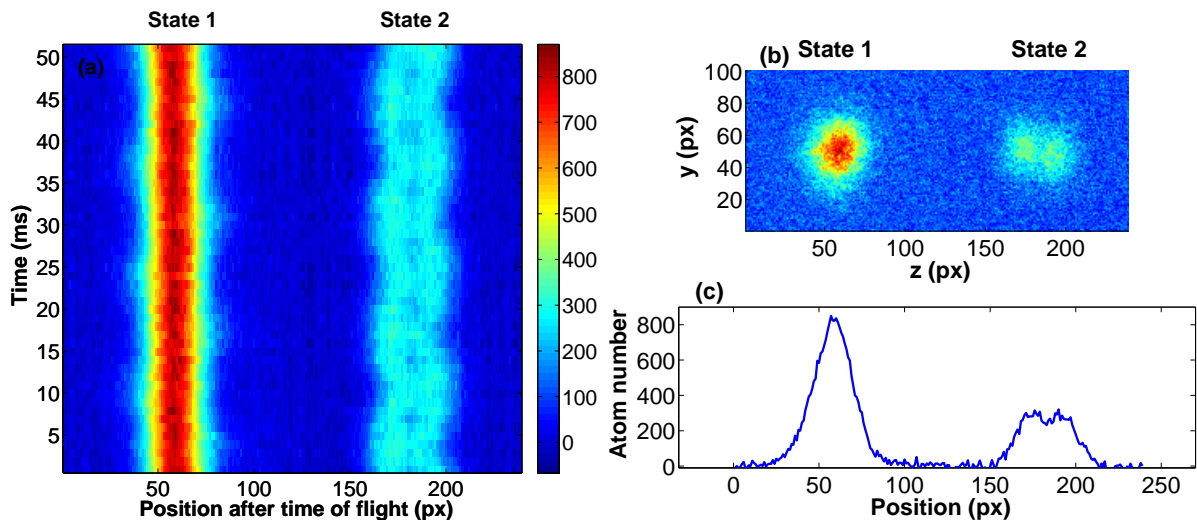 State 1 State 2
(a)
50
45
40
35
30
25
20
15
10
5
Time (ms)
50 100 150 200
Position after time of flight (px)
800
700
600
500
400
300
200
100
0
(b) State 1 State 2
100
80
60
40
20
y (px)
50 100 150 200
z (px)
(c)
800
600
400
200
0
Atom number
0 50 100 150 200 250
Position (px)